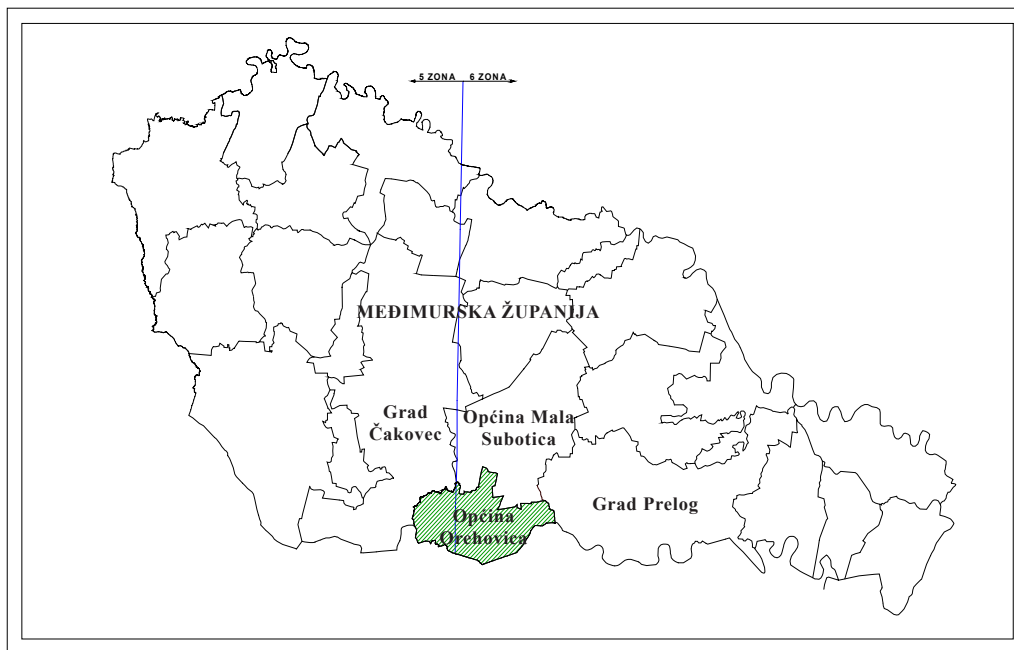 5 ZONA 6 ZONA
MEĐIMURSKA ŽUPANIJA
Grad
Čakovec
Općina Mala
Subotica
Grad Prelog
Općina
Orehovica